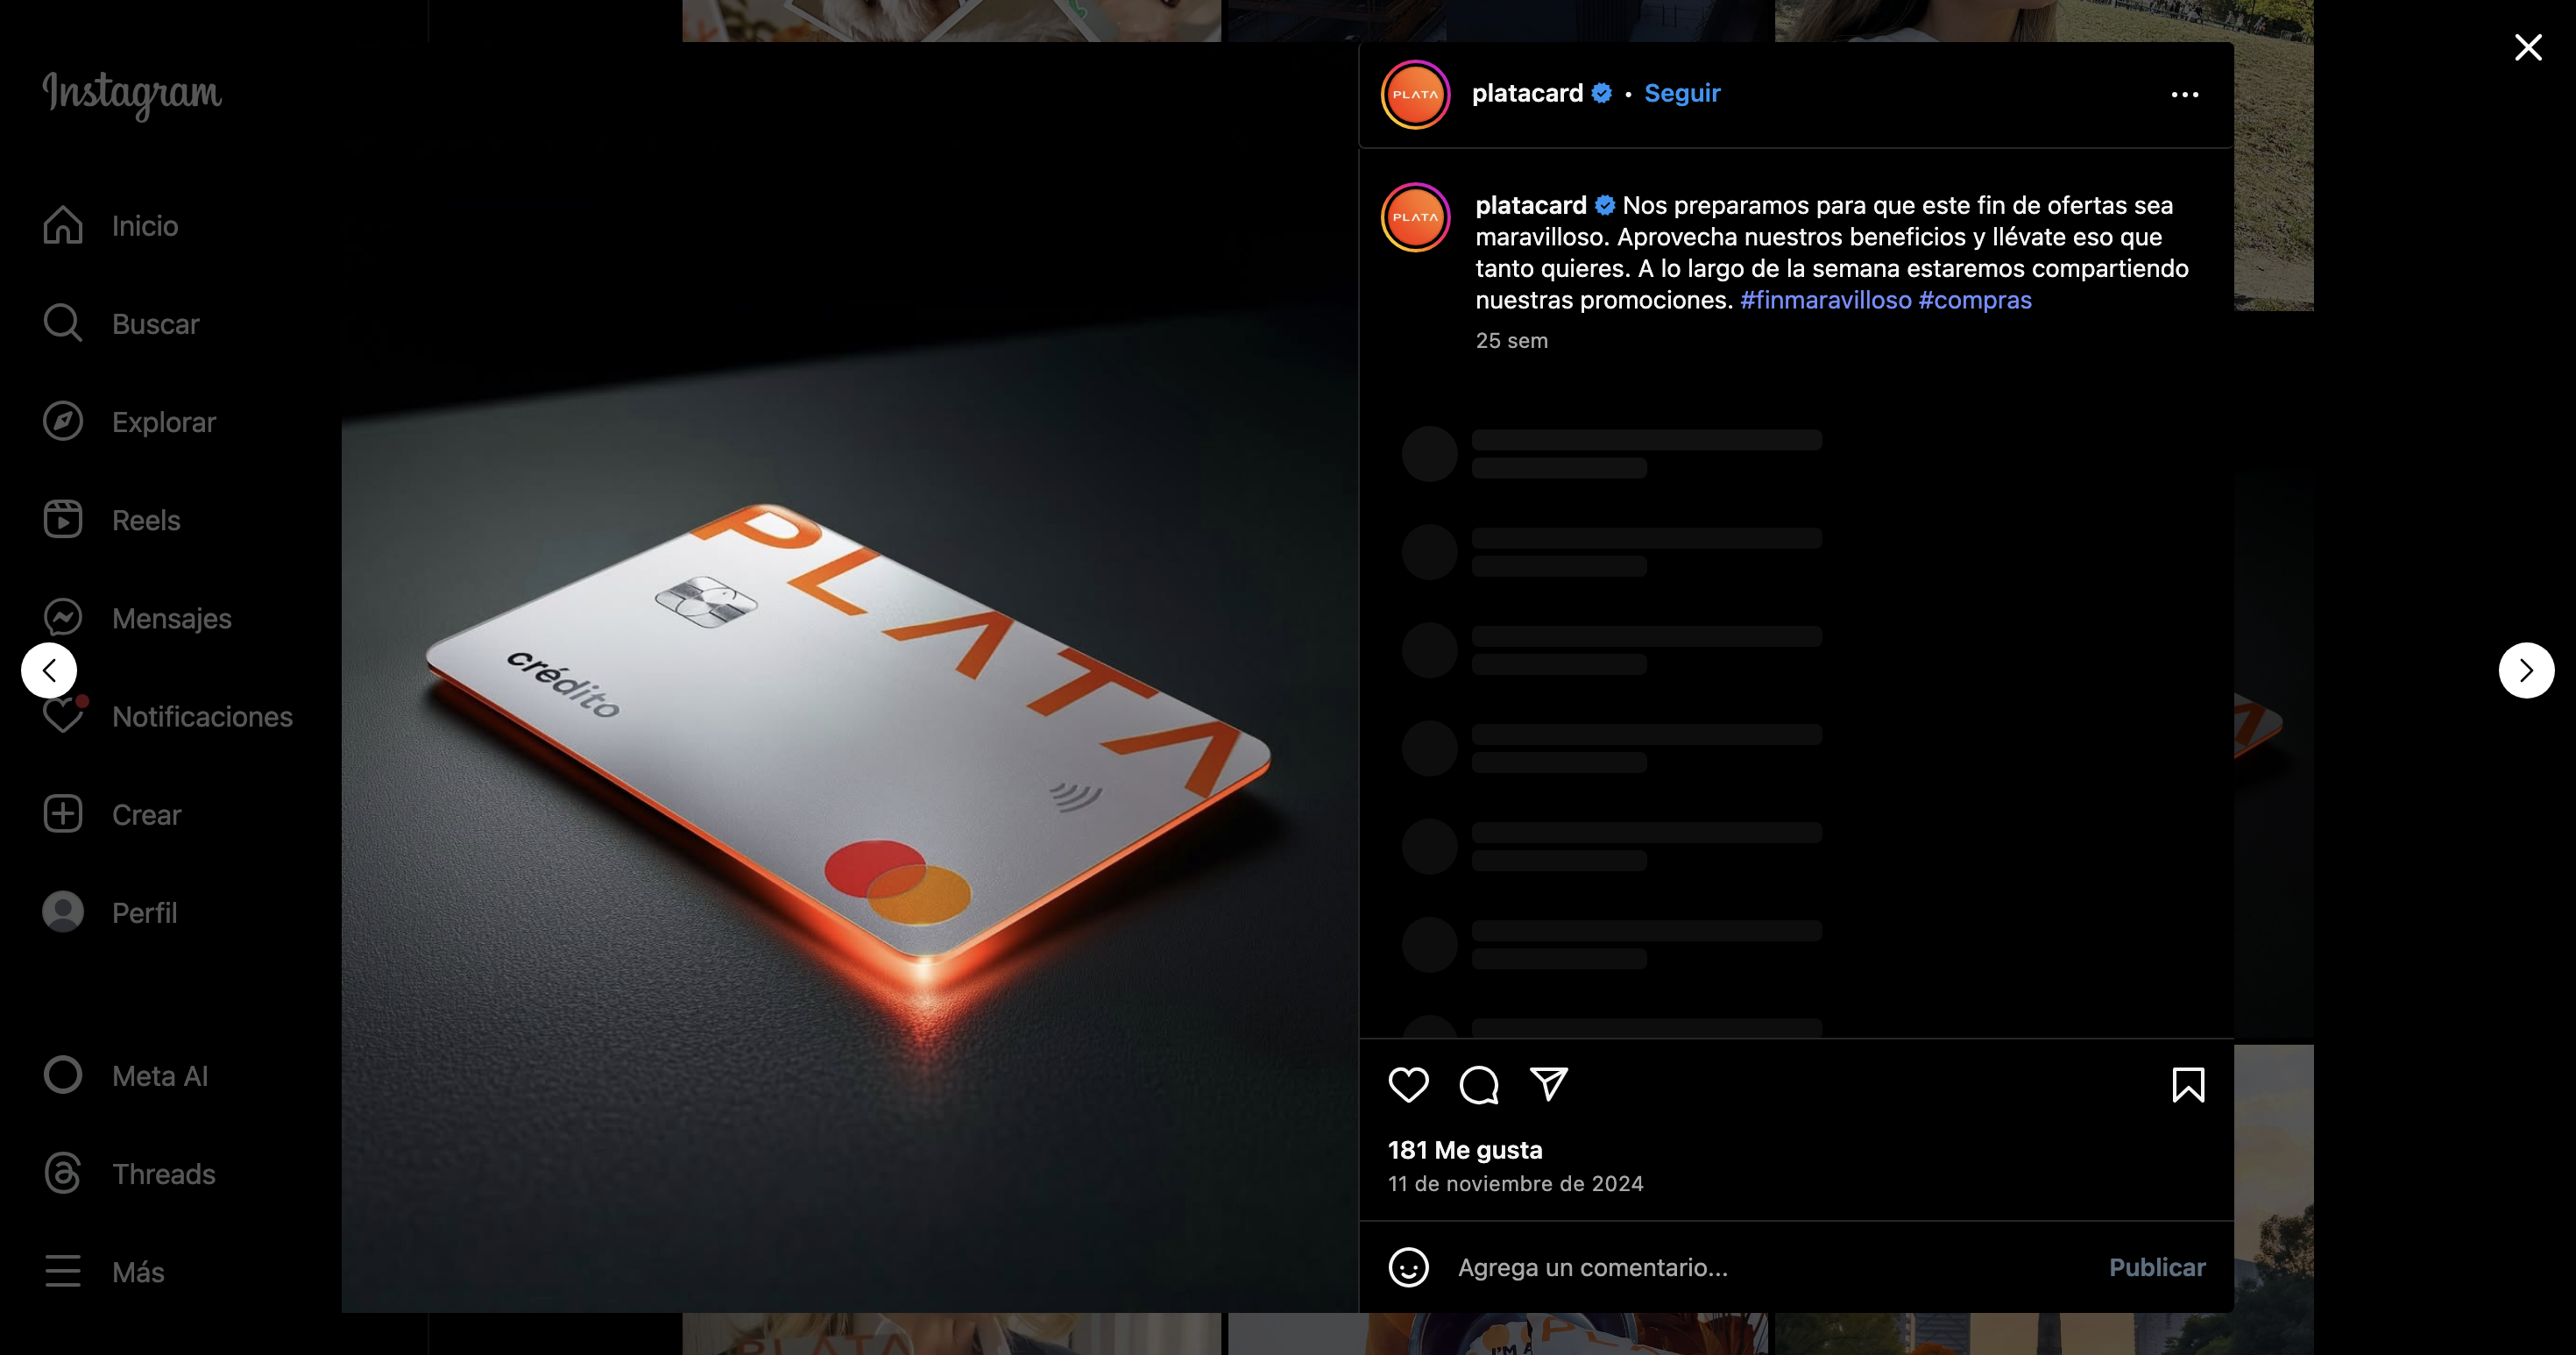 Instagram
Inicio
Buscar
Explorar
Reels
Mensajes
Notificaciones
Crear
Perfil
Meta AI
Threads
Más
PLATA
crédito
PLATA
platacard • Seguir
PLATA
platacard Nos preparamos para que este fin de ofertas sea
maravilloso. Aprovecha nuestros beneficios y llévate eso que
tanto quieres. A lo largo de la semana estaremos compartiendo
nuestras promociones. #finmaravilloso #compras
25 sem
181 Me gusta
11 de noviembre de 2024
Agrega un comentario...
Publicar
PLATA
I'M A